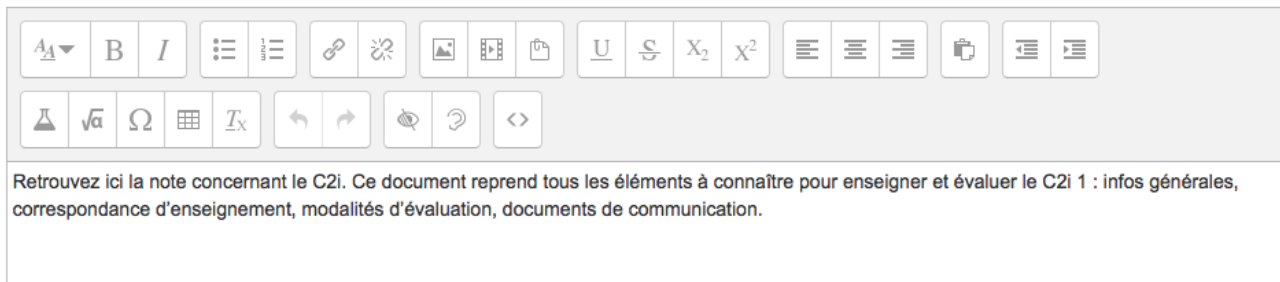 Retrouvez ici la note concernant le C2i. Ce document reprend tous les éléments à connaître pour enseigner et évaluer le C2i 1 : infos générales,
correspondance d'enseignement, modalités d'évaluation, documents de communication.